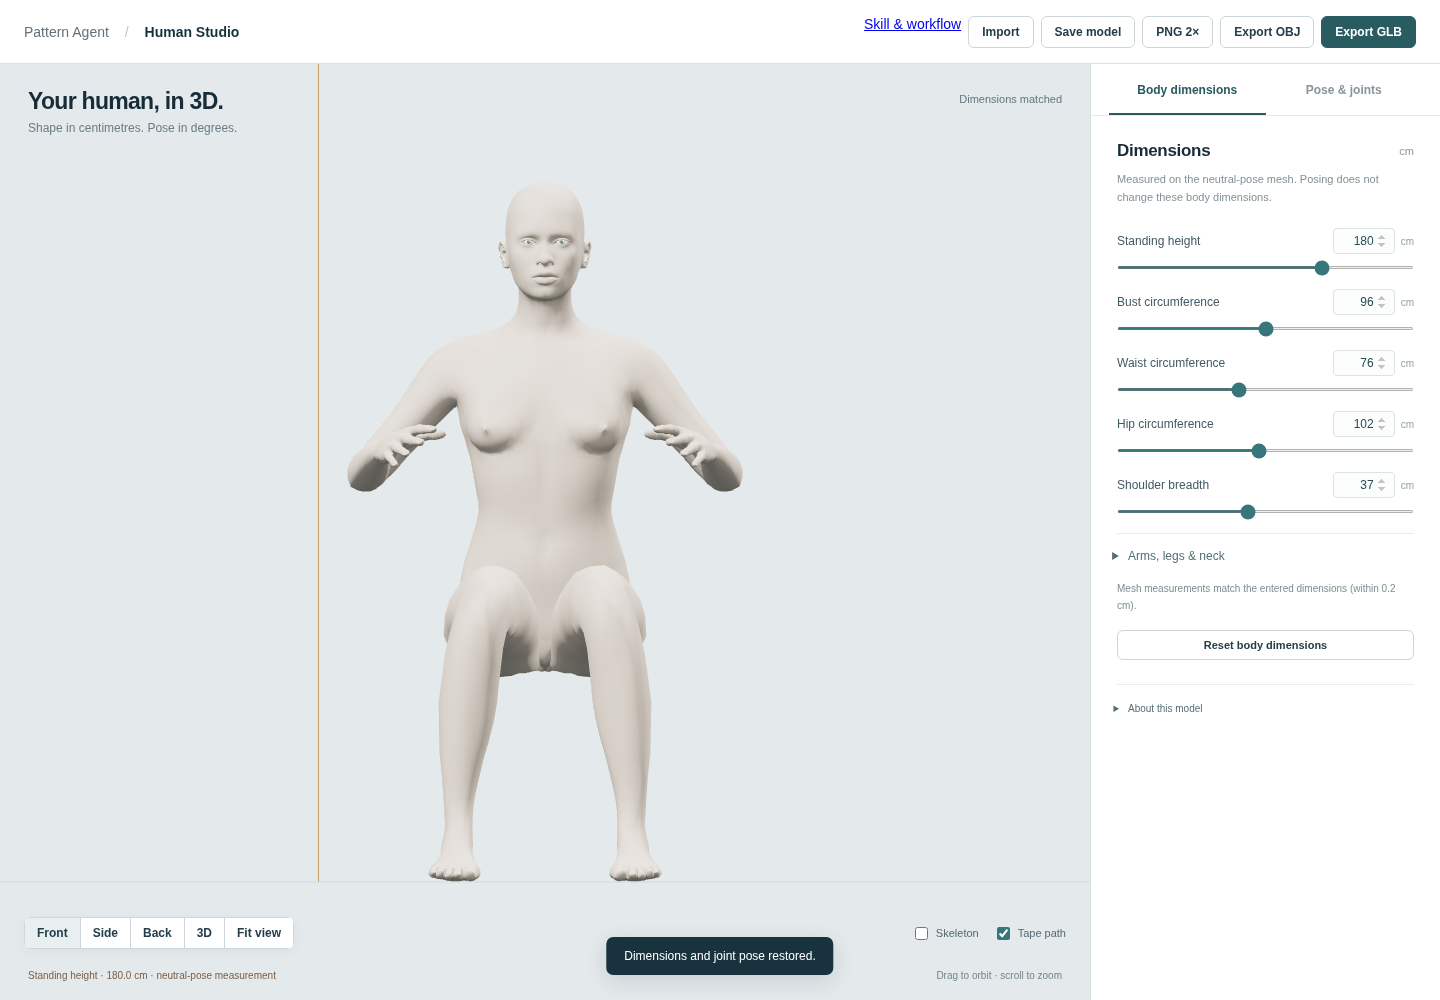 Pattern Agent / Human Studio
Skill & workflow
Import
Save model
PNG 2×
Export OBJ
Export GLB
Your human, in 3D.
Shape in centimetres. Pose in degrees.
Dimensions matched
Body dimensions
Pose & joints
Dimensions
cm
Measured on the neutral-pose mesh. Posing does not
change these body dimensions.
Standing height 180 cm
Bust circumference 96 cm
Waist circumference 76 cm
Hip circumference 102 cm
Shoulder breadth 37 cm
Arms, legs & neck
Mesh measurements match the entered dimensions (within 0.2
cm).
Reset body dimensions
About this model
Front
Side
Back
3D
Fit view
Skeleton
Tape path
Dimensions and joint pose restored.
Standing height · 180.0 cm · neutral-pose measurement
Drag to orbit · scroll to zoom